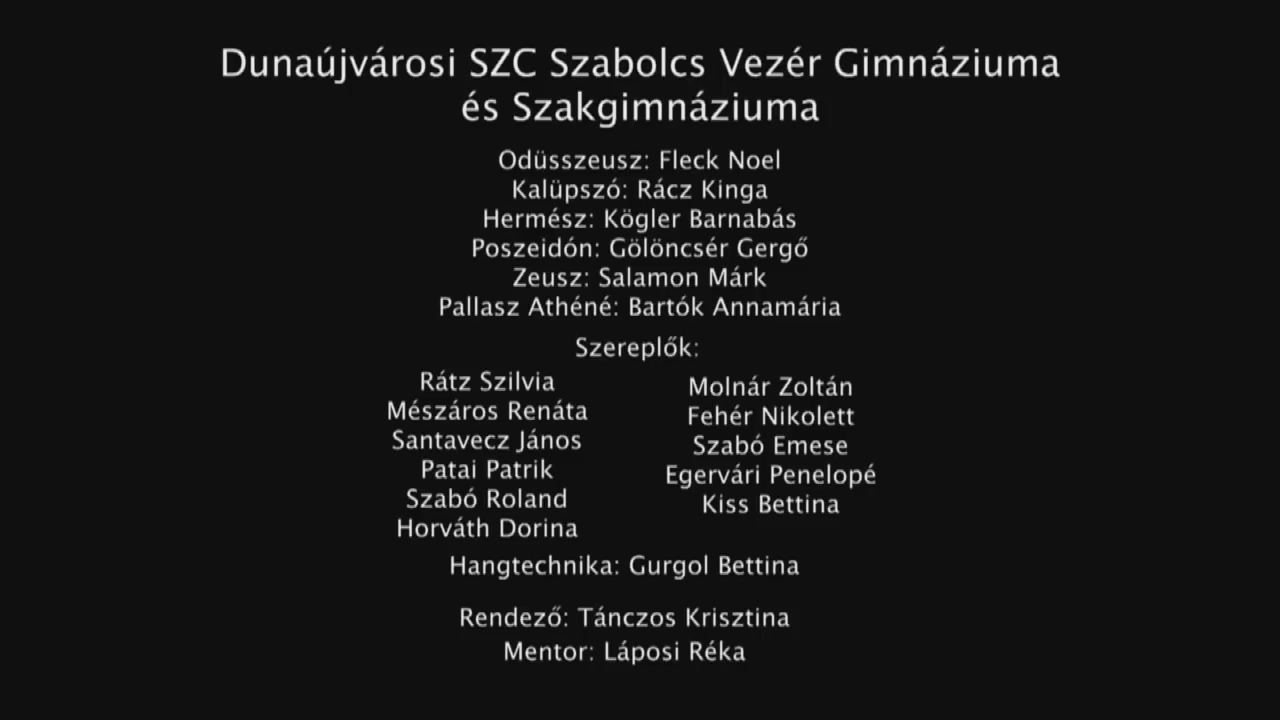 Dunaújvárosi SZC Szabolcs Vezér Gimnáziuma
és Szakgimnáziuma
Odüsszeusz: Fleck Noel
Kalüpszó: Rácz Kinga
Hermész: Kögler Barnabás
Poszeidón: Gölöncsér Gergő
Zeusz: Salamon Márk
Pallasz Athéné: Bartók Annamária
Szereplők:
Rátz Szilvia
Mészáros Renáta
Santavecz János
Patai Patrik
Szabó Roland
Horváth Dorina
Molnár Zoltán
Fehér Nikolett
Szabó Emese
Egervári Penelopé
Kiss Bettina
Hangtechnika: Gurgol Bettina
Rendező: Tánczos Krisztina
Mentor: Láposi Réka